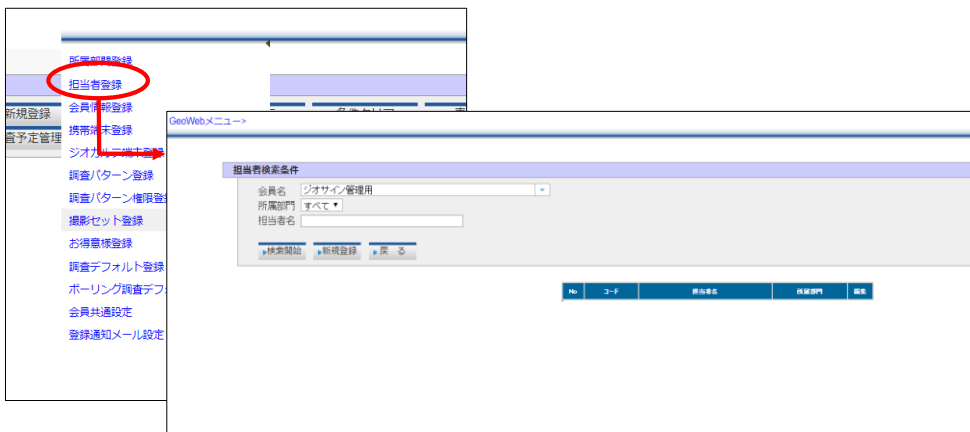 所属部門登録
担当者登録
会員情報登録
携帯端末登録
ジオカルテ端末登録
調査パターン登録
調査パターン権限登
撮影セット登録
お得意様登録
調査デフォルト登録
ボーリング調査デフ
会員共通設定
登録通知メール設定
新規登録
査予定管理
条件クリア
GeoWebメニュー>
担当者検索条件
会員名 ジオサイン管理用
所属部門 すべて
担当者名
検索開始 新規登録 戻 る
No コード 担当者名 所属部門 編集